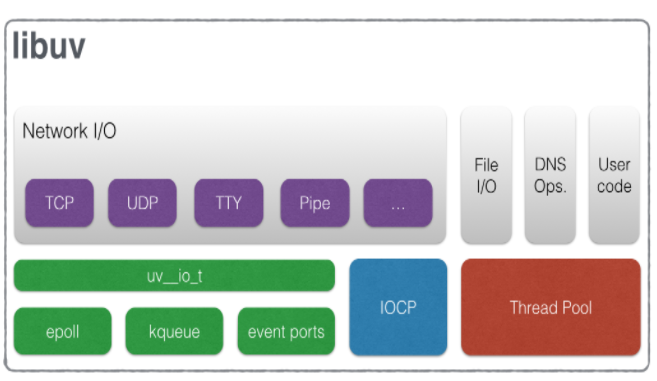 libuv
Network I/O
TCP
UDP
TTY
Pipe
...
File
I/O
DNS
Ops.
User
code
uv__io_t
epoll
kqueue
event ports
IOCP
Thread Pool